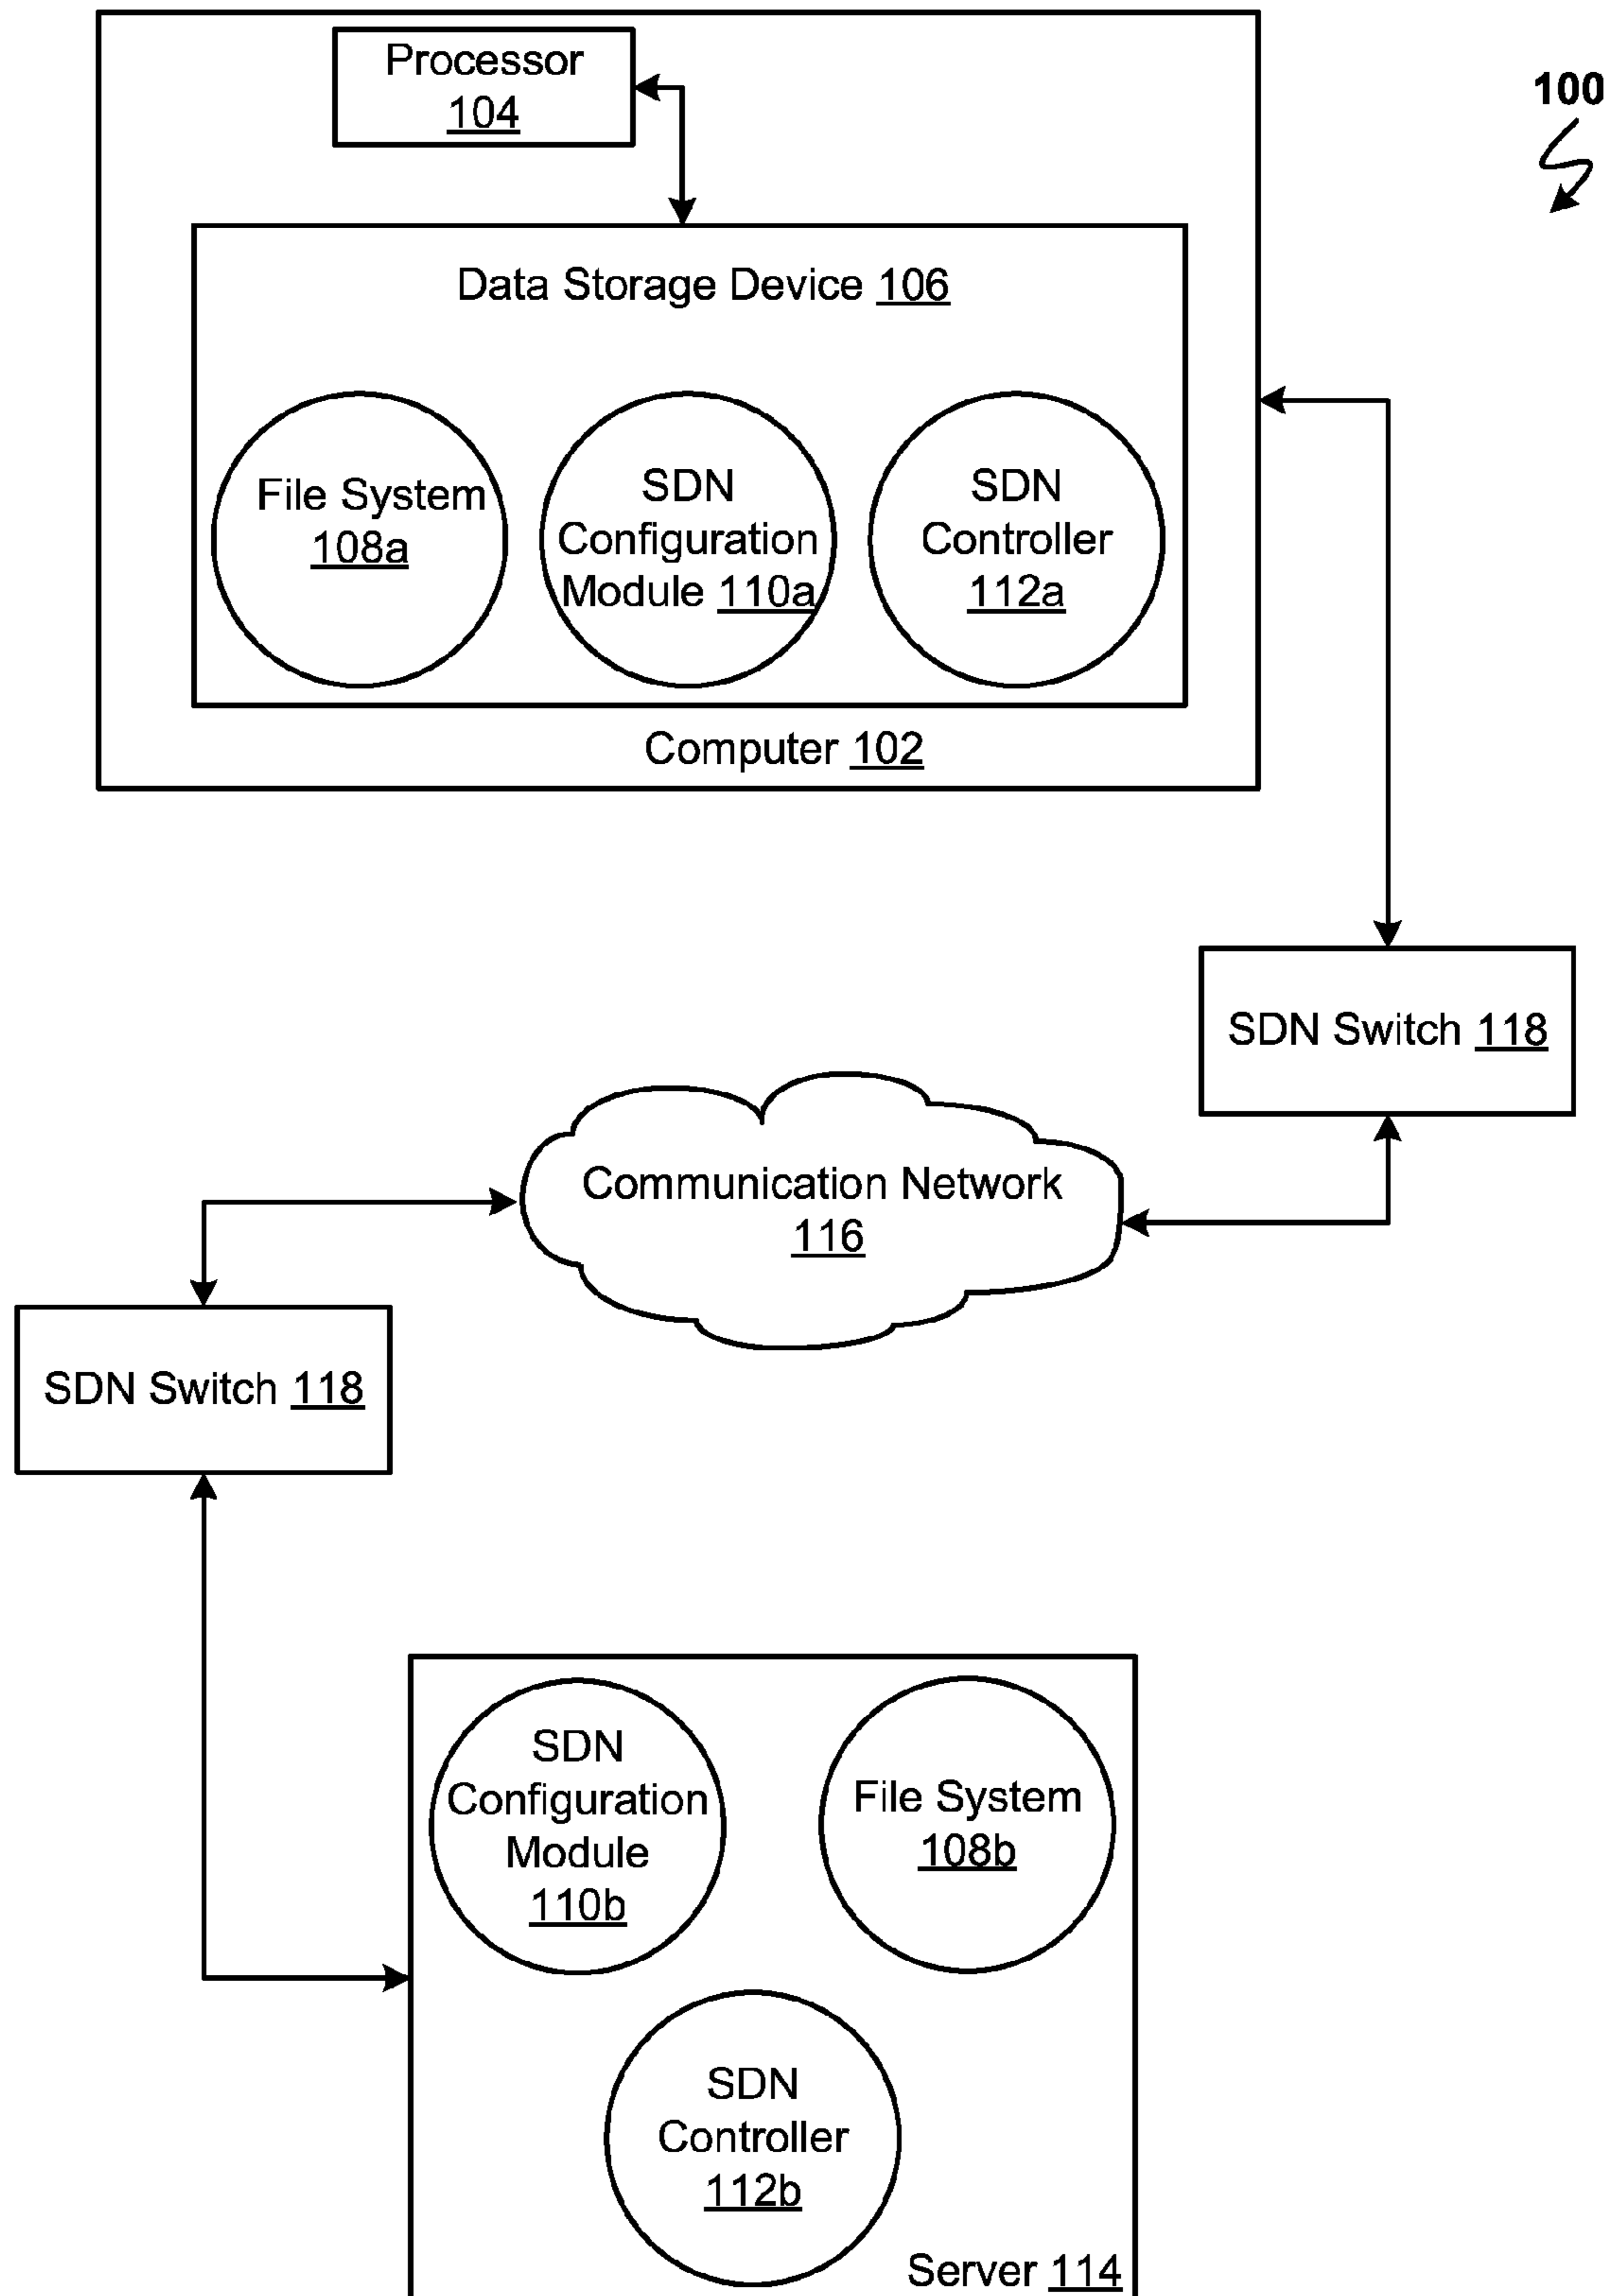 Processor
104
100
Data Storage Device 106
File System
108a
SDN
Configuration
Module 110a
SDN
Controller
112a
Computer 102
SDN Switch 118
Communication Network
116
SDN Switch 118
SDN
Configuration
Module
110b
File System
108b
SDN
Controller
112b
Server 114